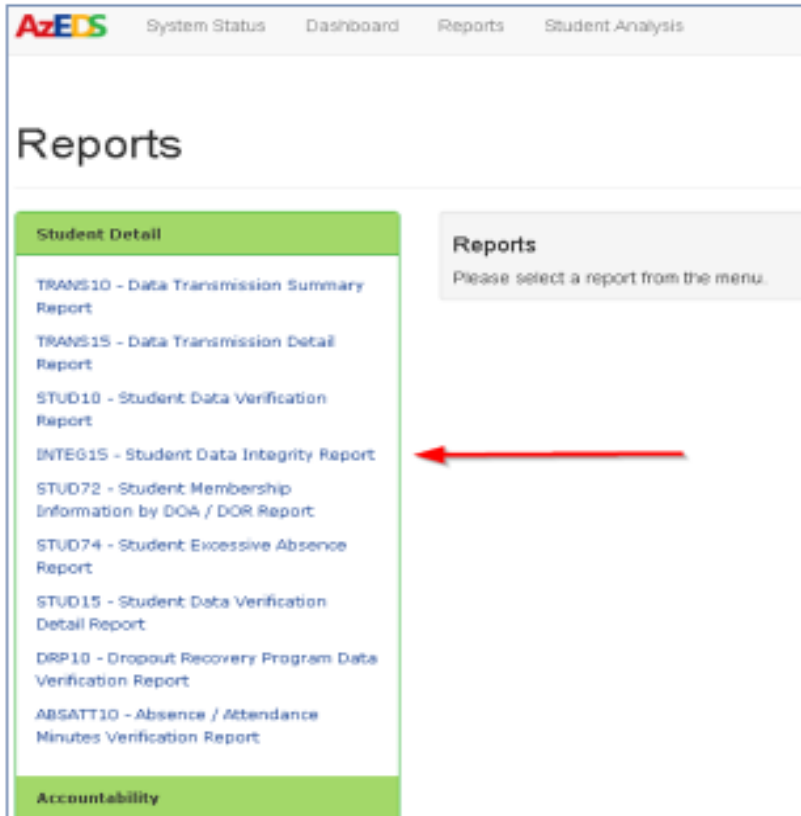 AzEDS System Status Dashboard Reports Student Analysis
Reports
Student Detail
TRANS10 - Data Transmission Summary
Report
TRANS15 - Data Transmission Detail
Report
STUD10 - Student Data Verification
Report
INTEG15 - Student Data Integrity Report
STUD72 - Student Membership
Information by DOA / DOR Report
STUD74 - Student Excessive Absence
Report
STUD15 - Student Data Verification
Detail Report
DRP10 - Dropout Recovery Program Data
Verification Report
ABSATT10 - Absence / Attendance
Minutes Verification Report
Accountability
Reports
Please select a report from the menu.